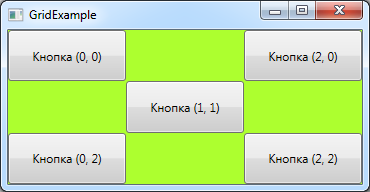 GridExample
Кнопка (0, 0)
Кнопка (2, 0)
Кнопка (1, 1)
Кнопка (0, 2)
Кнопка (2, 2)